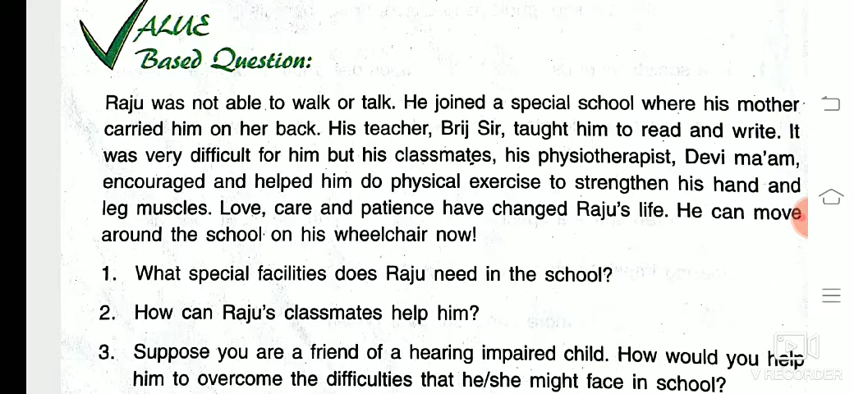 VALUE
Based Question:
Raju was not able to walk or talk. He joined a special school where his mother
carried him on her back. His teacher, Brij Sir, taught him to read and write. It
was very difficult for him but his classmates, his physiotherapist, Devi ma'am,
encouraged and helped him do physical exercise to strengthen his hand and
leg muscles. Love, care and patience have changed Raju's life. He can move
around the school on his wheelchair now!
1. What special facilities does Raju need in the school?
2. How can Raju's classmates help him?
3. Suppose you are a friend of a hearing impaired child. How would you help
him to overcome the difficulties that he/she might face in school?
V RECORDER